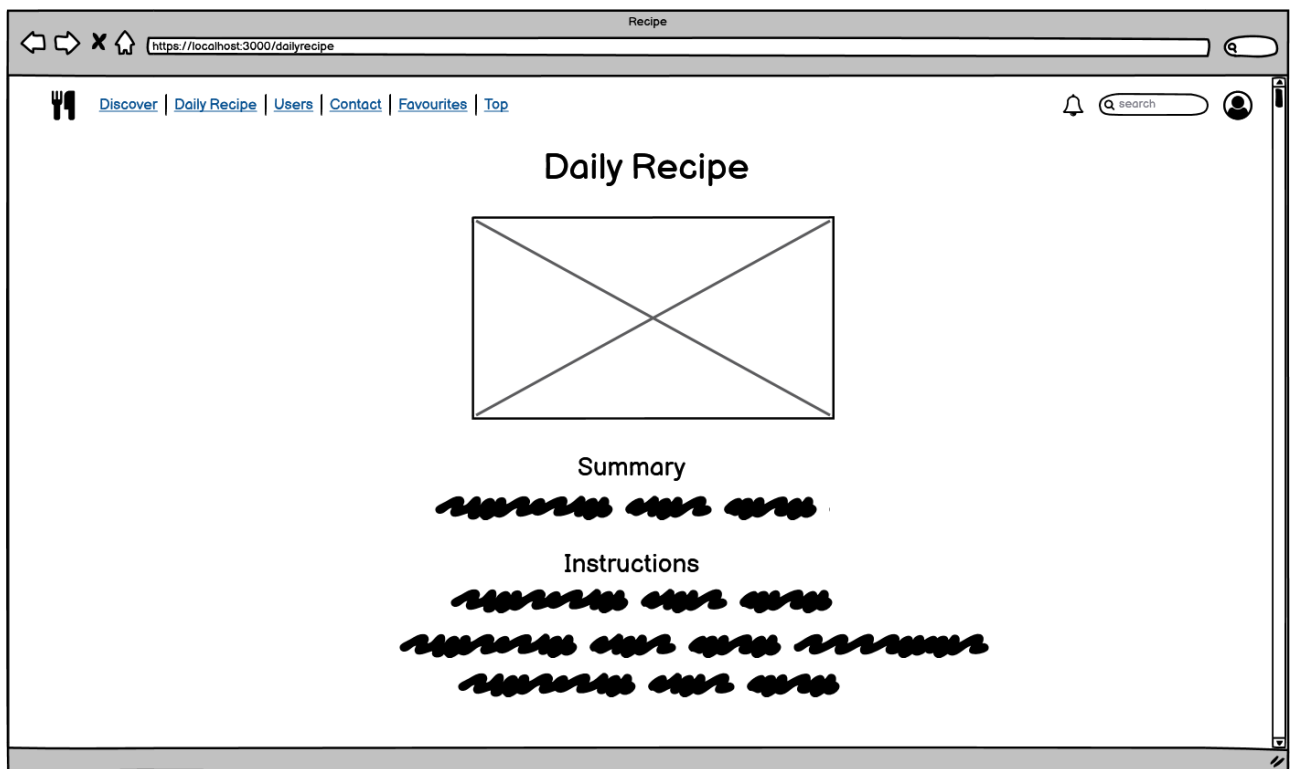 Recipe
https://localhost:3000/dailyrecipe
Discover | Daily Recipe | Users | Contact | Favourites | Top
search
Daily Recipe
Summary
Instructions